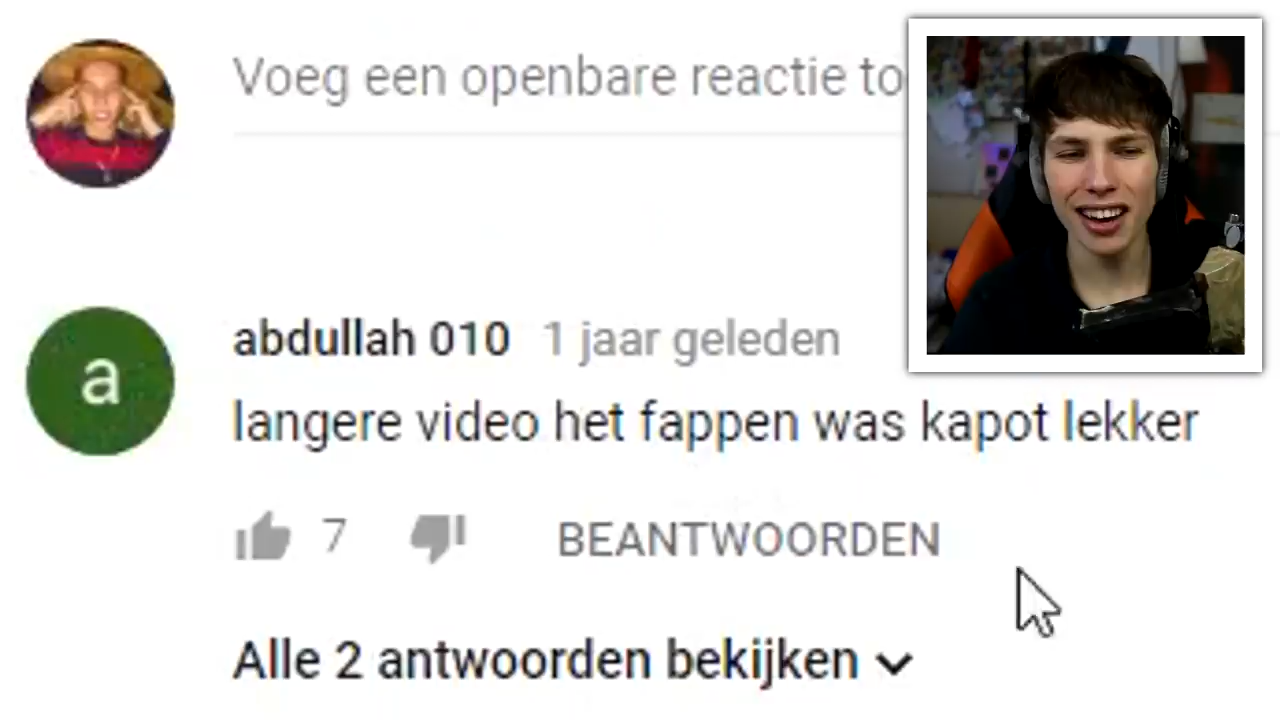 Voeg een openbare reactie
abdullah 010 1 jaar geleden
a
langere video het fappen was kapot lekker
7 BEANTWOORDEN
Alle 2 antwoorden bekijken